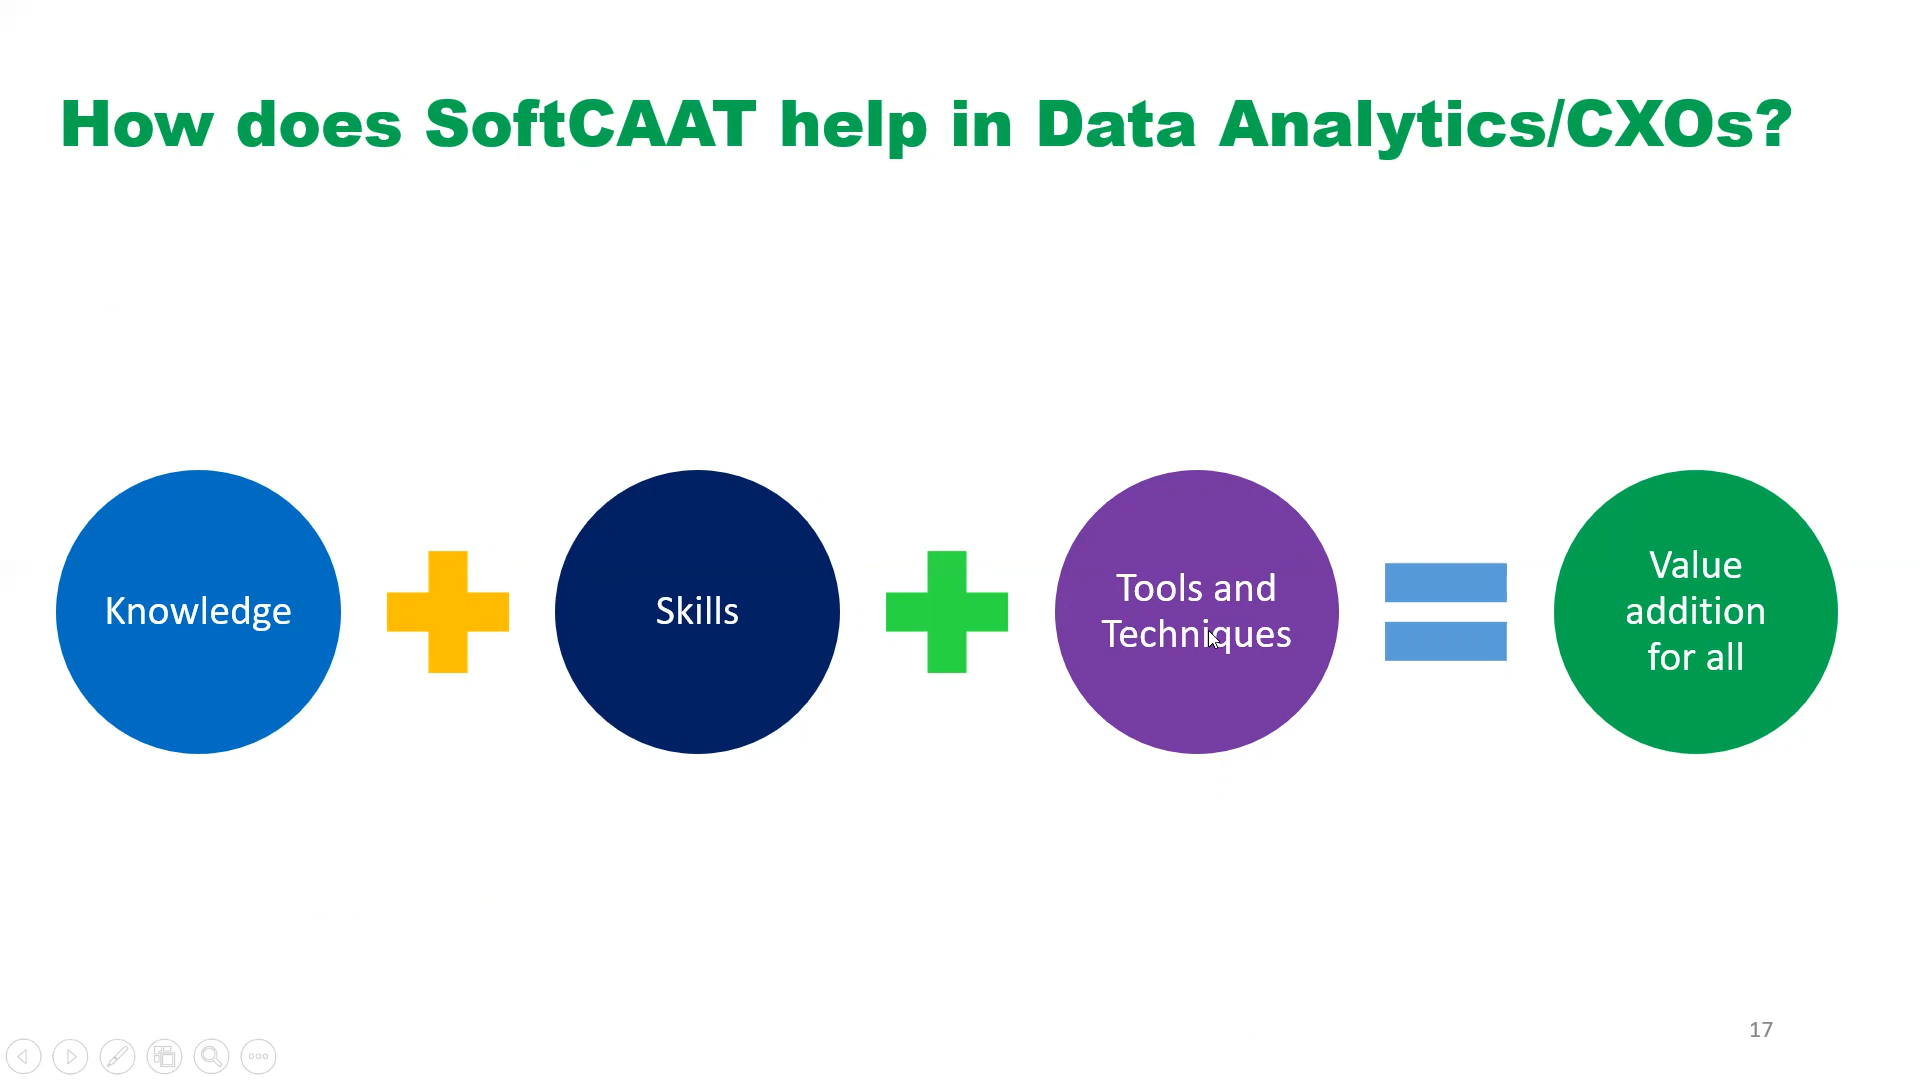 How does SoftCAAT help in Data Analytics/CXOs?
Knowledge
Skills
Tools and
Techniques
Value
addition
for all
17